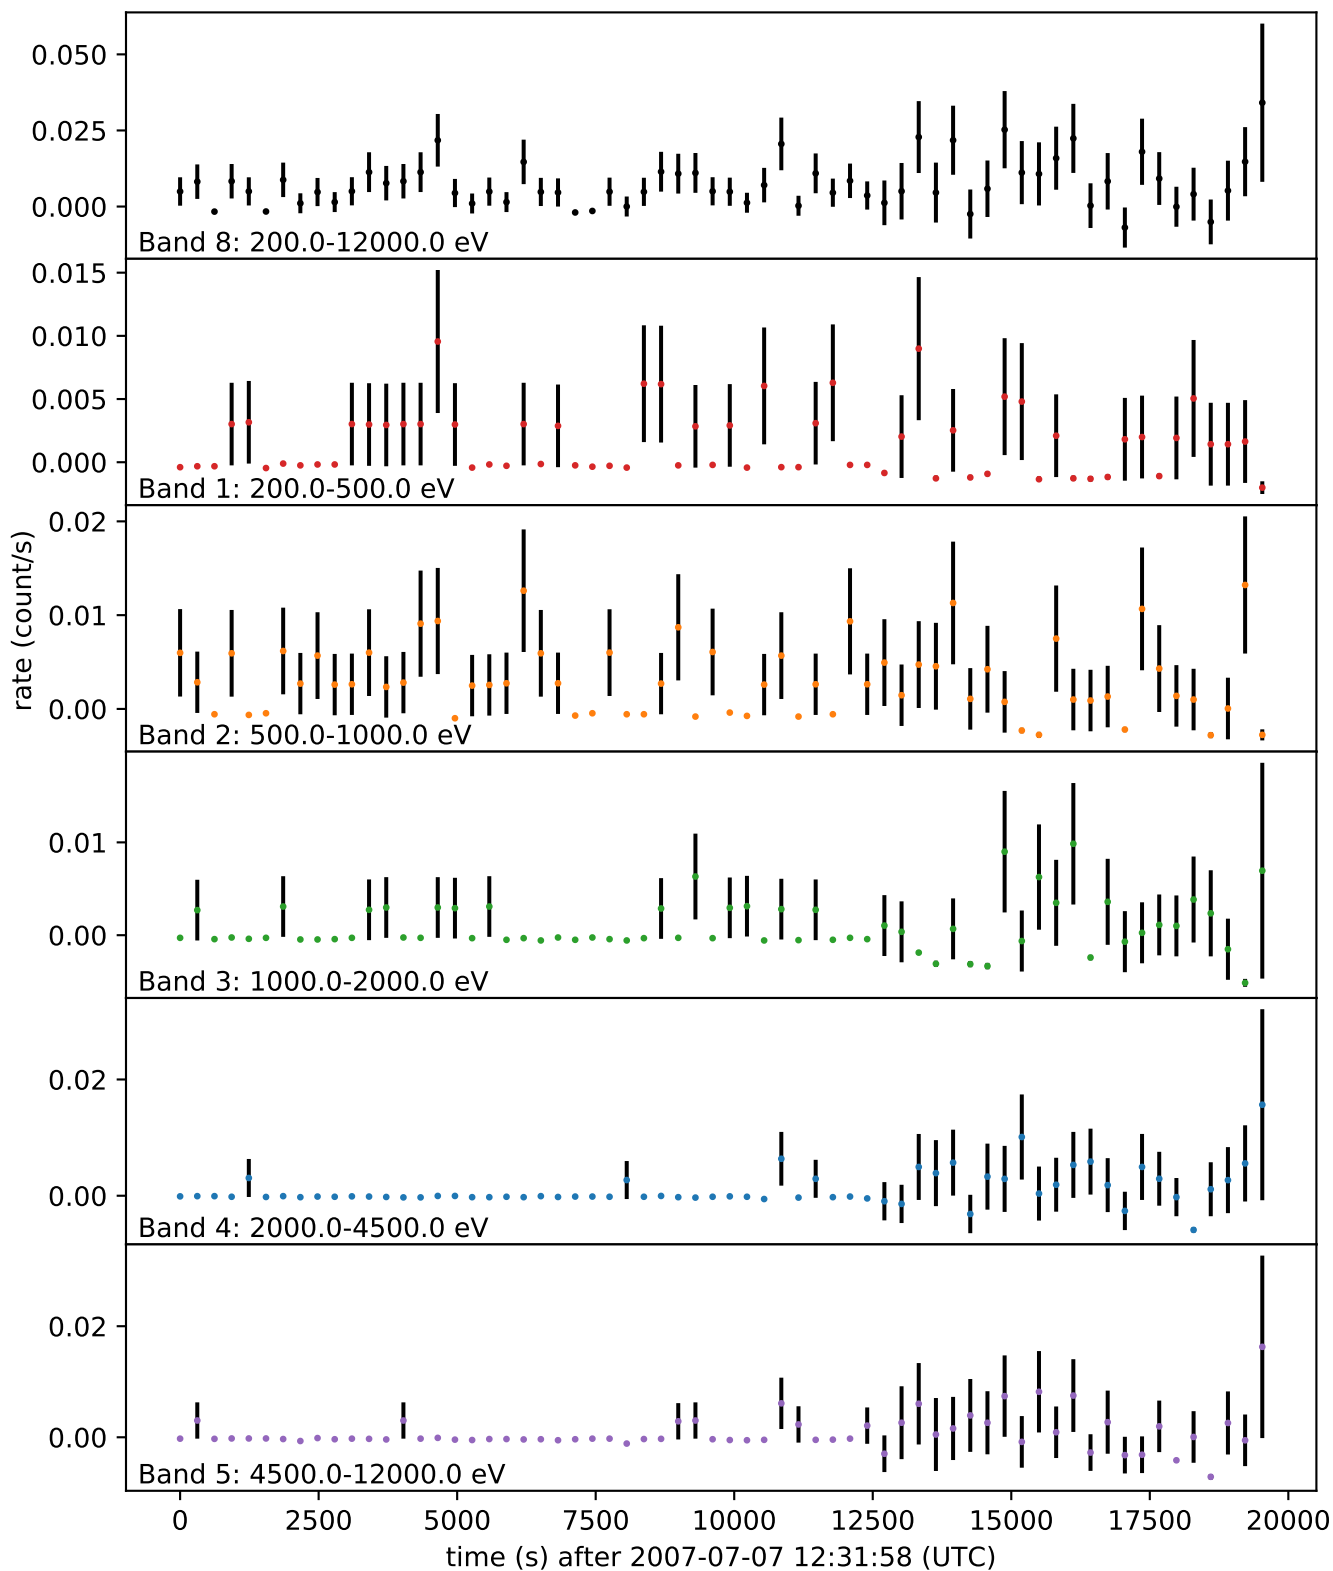 0.050
0.025
0.000
Band 8: 200.0-12000.0 eV
0.015
0.010
0.005
0.000
Band 1: 200.0-500.0 eV
0.02
0.01
0.00
Band 2: 500.0-1000.0 eV
rate (count/s)
0.01
0.00
Band 3: 1000.0-2000.0 eV
0.02
0.00
Band 4: 2000.0-4500.0 eV
0.02
0.00
Band 5: 4500.0-12000.0 eV
0 2500 5000 7500 10000 12500 15000 17500 20000
time (s) after 2007-07-07 12:31:58 (UTC)